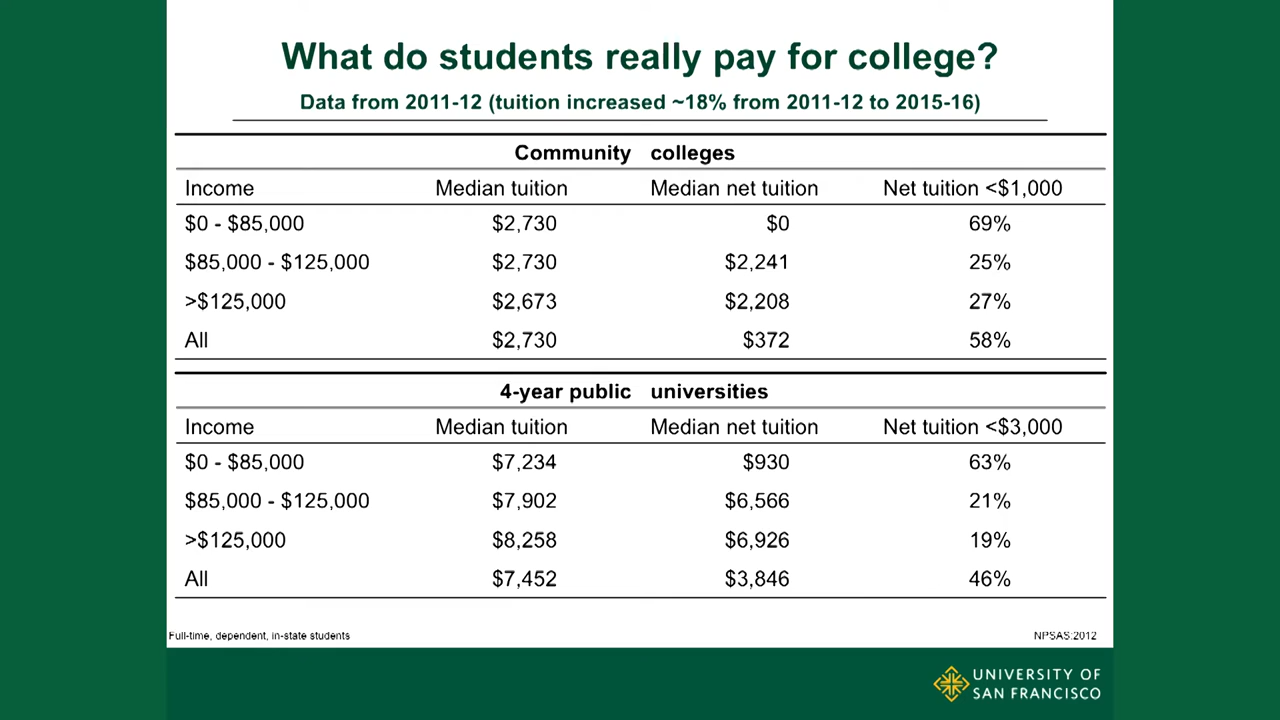 What do students really pay for college?
Data from 2011-12 (tuition increased ~18% from 2011-12 to 2015-16)
Community colleges
Income Median tuition Median net tuition Net tuition <$1,000
$0 - $85,000 $2,730 $0 69%
$85,000 - $125,000 $2,730 $2,241 25%
>$125,000 $2,673 $2,208 27%
All $2,730 $372 58%
4-year public universities
Income Median tuition Median net tuition Net tuition <$3,000
$0 - $85,000 $7,234 $930 63%
$85,000 - $125,000 $7,902 $6,566 21%
>$125,000 $8,258 $6,926 19%
All $7,452 $3,846 46%
Full-time, dependent, in-state students NPSAS:2012
UNIVERSITY OF
SAN FRANCISCO